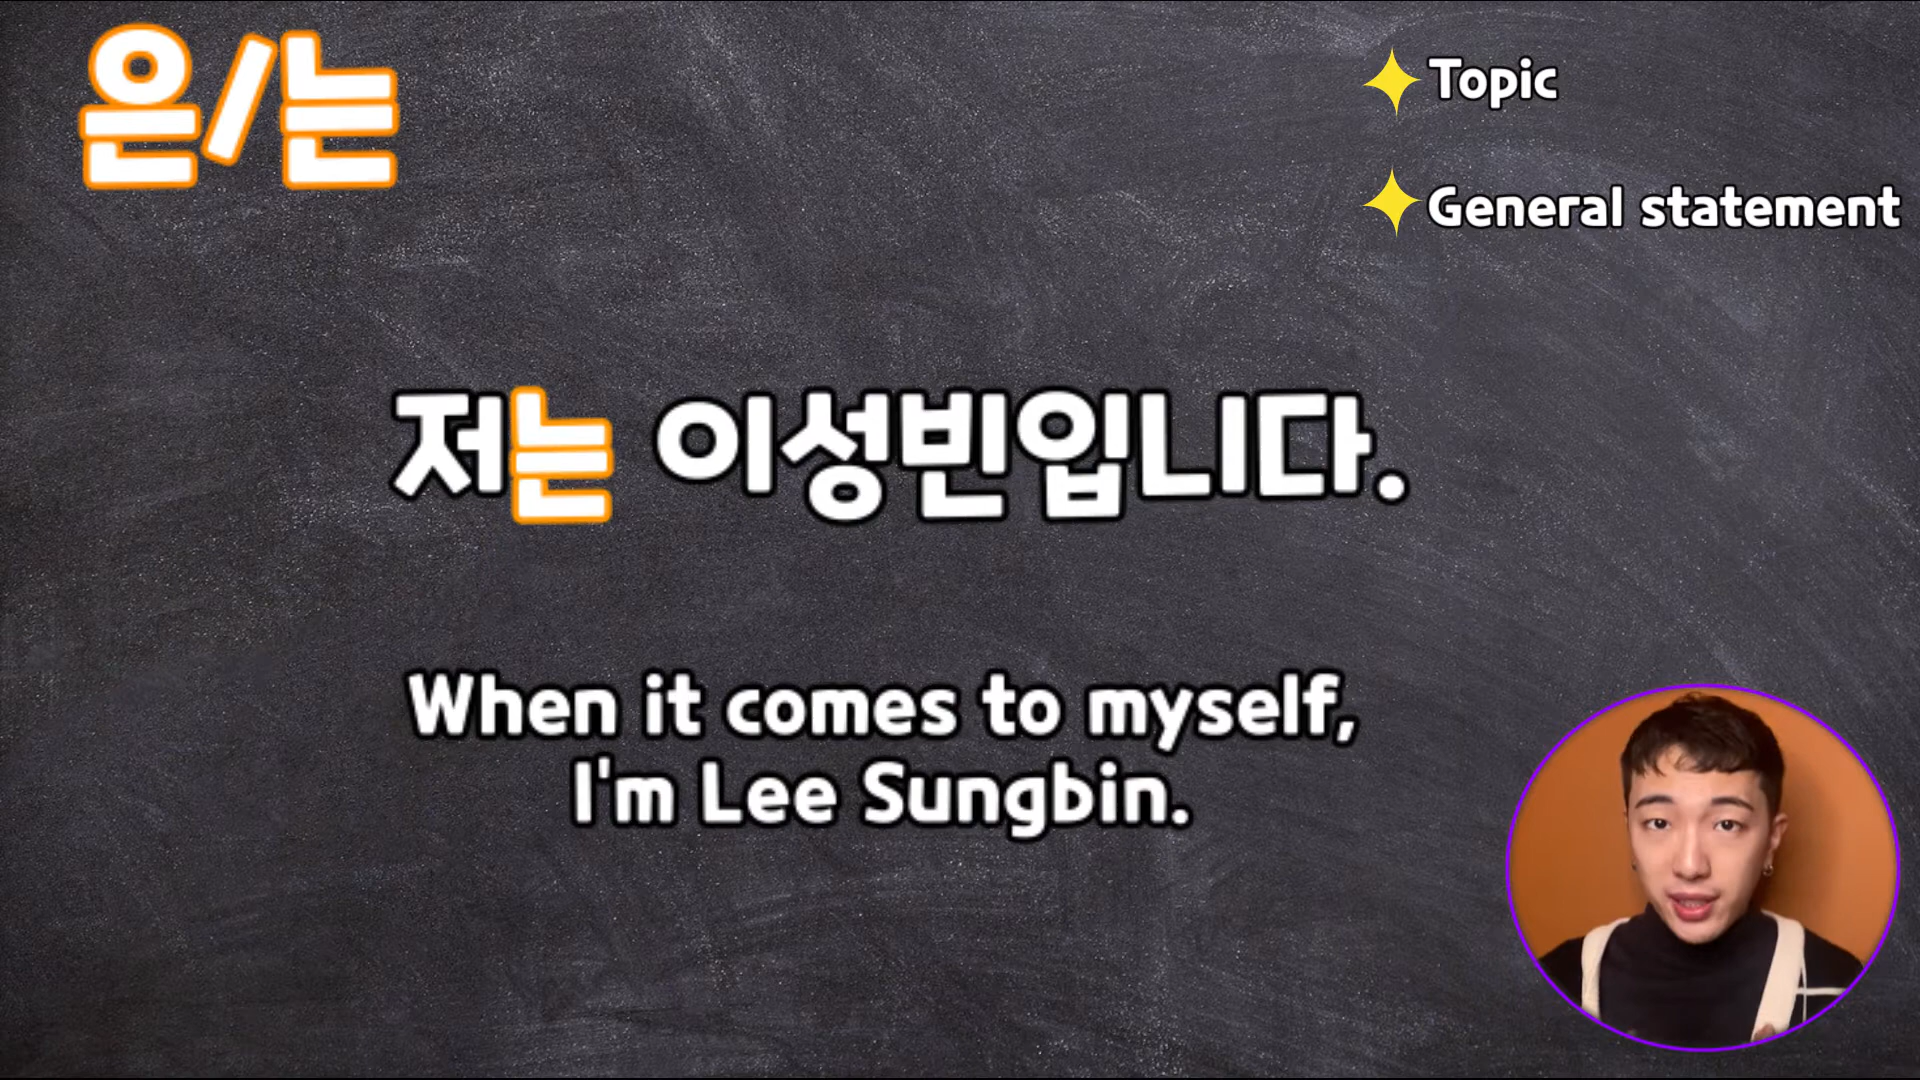 은/는
Topic
General statement
저는 이성빈입니다.
When it comes to myself,
I'm Lee Sungbin.